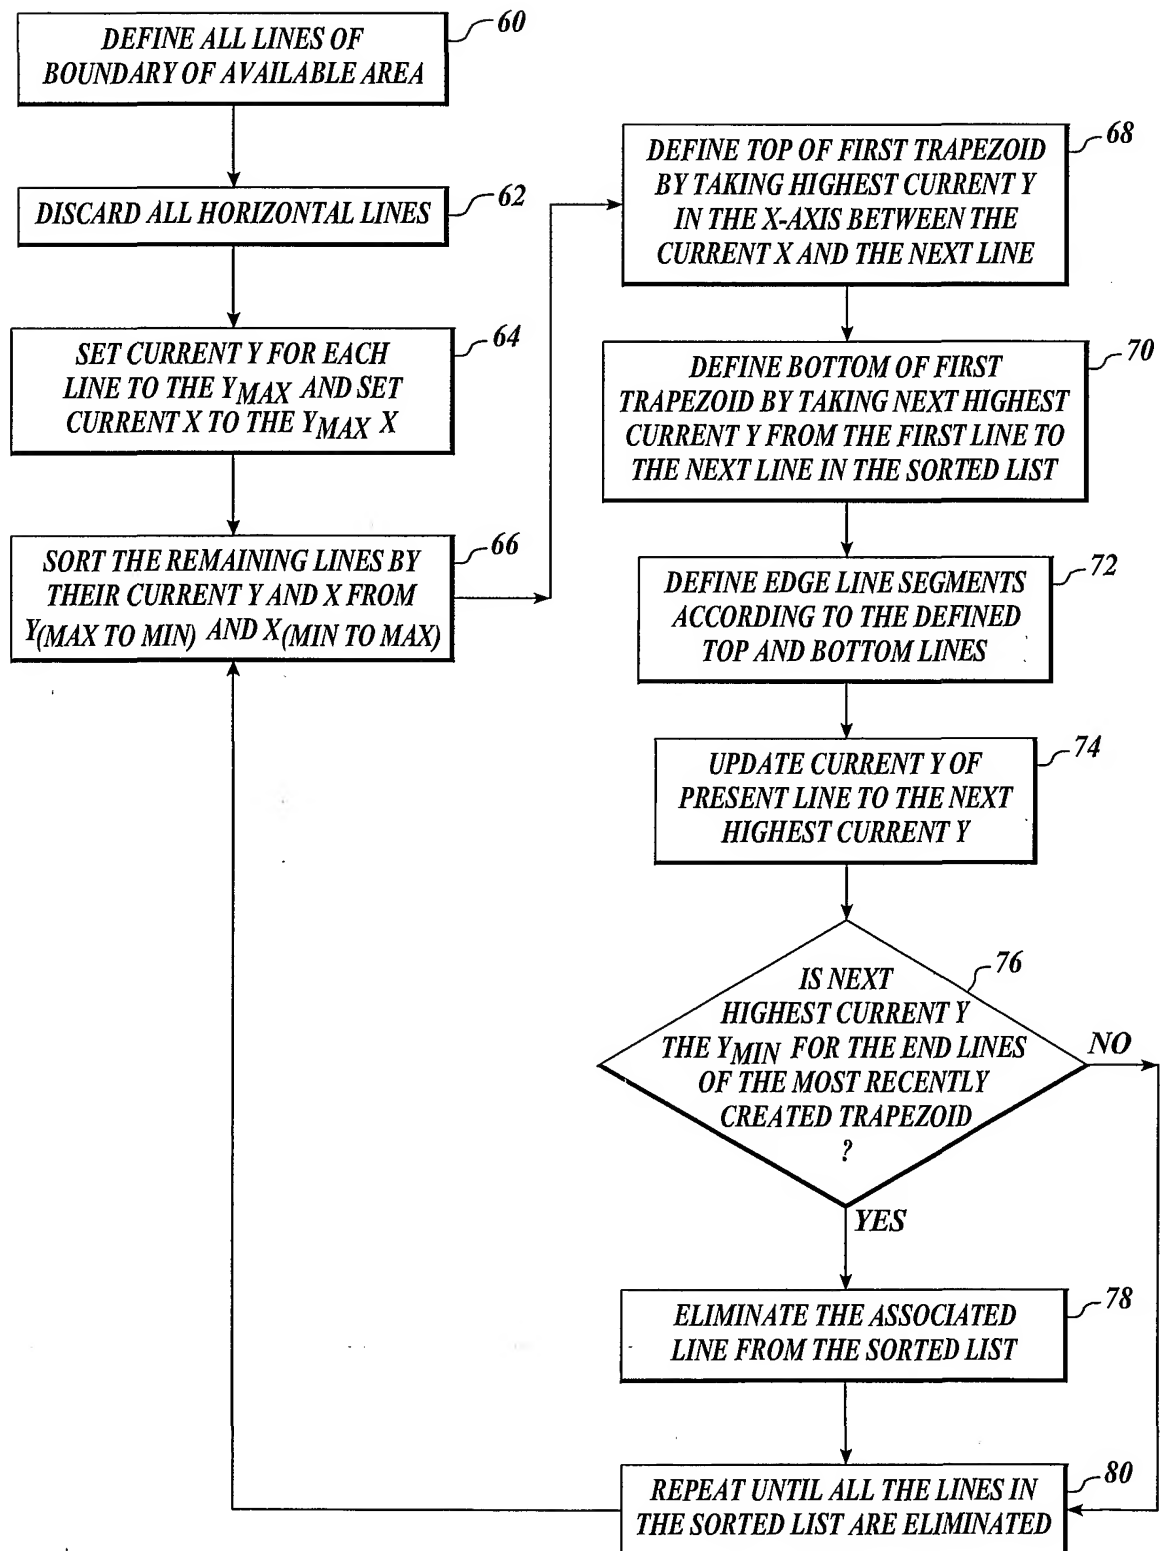 60
DEFINE ALL LINES OF
BOUNDARY OF AVAILABLE AREA
62
DISCARD ALL HORIZONTAL LINES
64
SET CURRENT Y FOR EACH
LINE TO THE YMAX AND SET
CURRENT X TO THE YMAX X
66
SORT THE REMAINING LINES BY
THEIR CURRENT Y AND X FROM
Y(MAX TO MIN) AND X(MIN TO MAX)
68
DEFINE TOP OF FIRST TRAPEZOID
BY TAKING HIGHEST CURRENT Y
IN THE X-AXIS BETWEEN THE
CURRENT X AND THE NEXT LINE
70
DEFINE BOTTOM OF FIRST
TRAPEZOID BY TAKING NEXT HIGHEST
CURRENT Y FROM THE FIRST LINE TO
THE NEXT LINE IN THE SORTED LIST
72
DEFINE EDGE LINE SEGMENTS
ACCORDING TO THE DEFINED
TOP AND BOTTOM LINES
74
UPDATE CURRENT Y OF
PRESENT LINE TO THE NEXT
HIGHEST CURRENT Y
76
IS NEXT
HIGHEST CURRENT Y
THE YMIN FOR THE END LINES
OF THE MOST RECENTLY
CREATED TRAPEZOID
?
NO
YES
78
ELIMINATE THE ASSOCIATED
LINE FROM THE SORTED LIST
80
REPEAT UNTIL ALL THE LINES IN
THE SORTED LIST ARE ELIMINATED